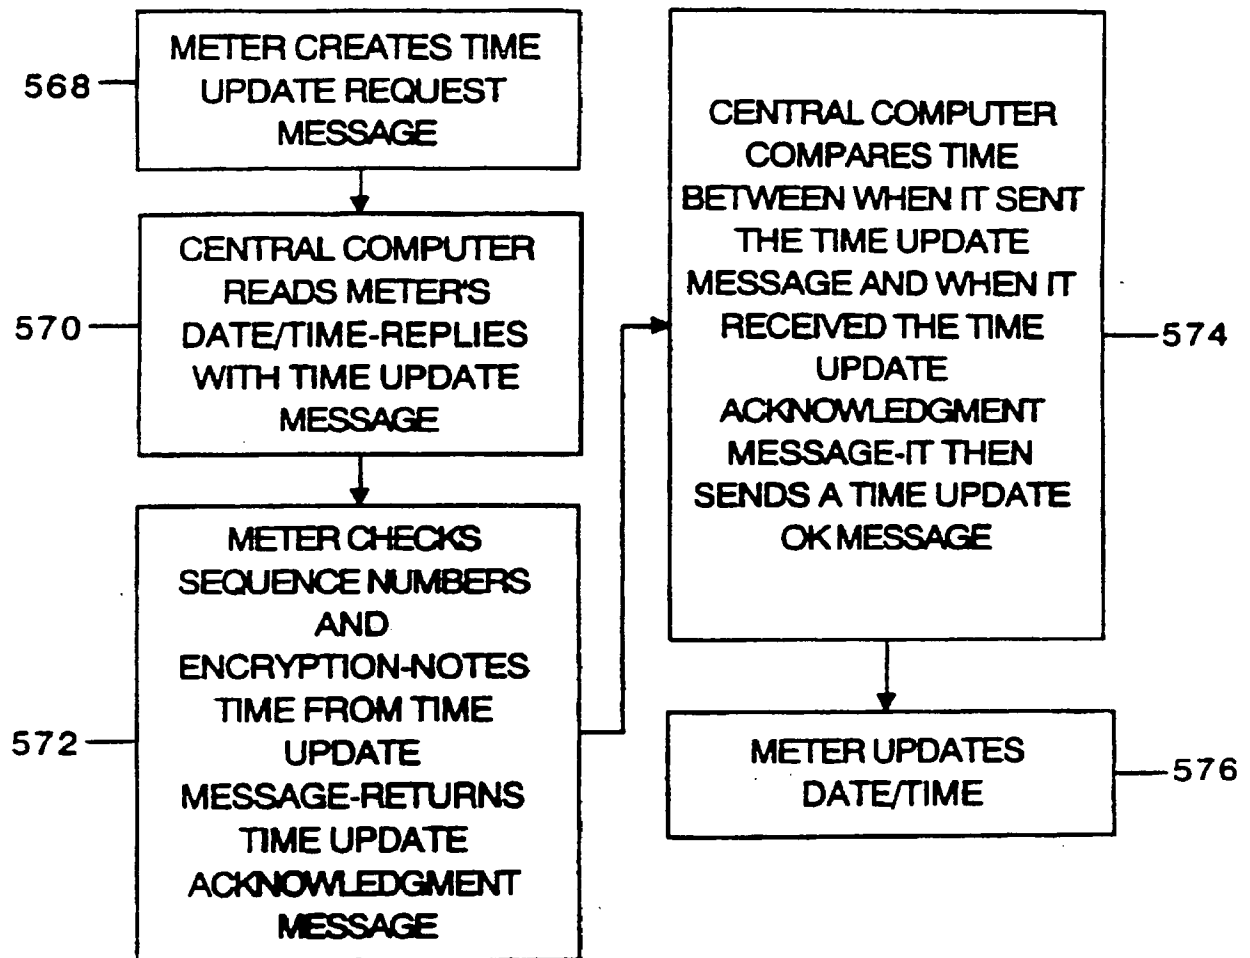 568
METER CREATES TIME
UPDATE REQUEST
MESSAGE
570
CENTRAL COMPUTER
READS METER'S
DATE/TIME-REPLIES
WITH TIME UPDATE
MESSAGE
572
METER CHECKS
SEQUENCE NUMBERS
AND
ENCRYPTION-NOTES
TIME FROM TIME
UPDATE
MESSAGE-RETURNS
TIME UPDATE
ACKNOWLEDGMENT
MESSAGE
CENTRAL COMPUTER
COMPARES TIME
BETWEEN WHEN IT SENT
THE TIME UPDATE
MESSAGE AND WHEN IT
RECEIVED THE TIME
UPDATE
ACKNOWLEDGMENT
MESSAGE-IT THEN
SENDS A TIME UPDATE
OK MESSAGE
574
METER UPDATES
DATE/TIME
576